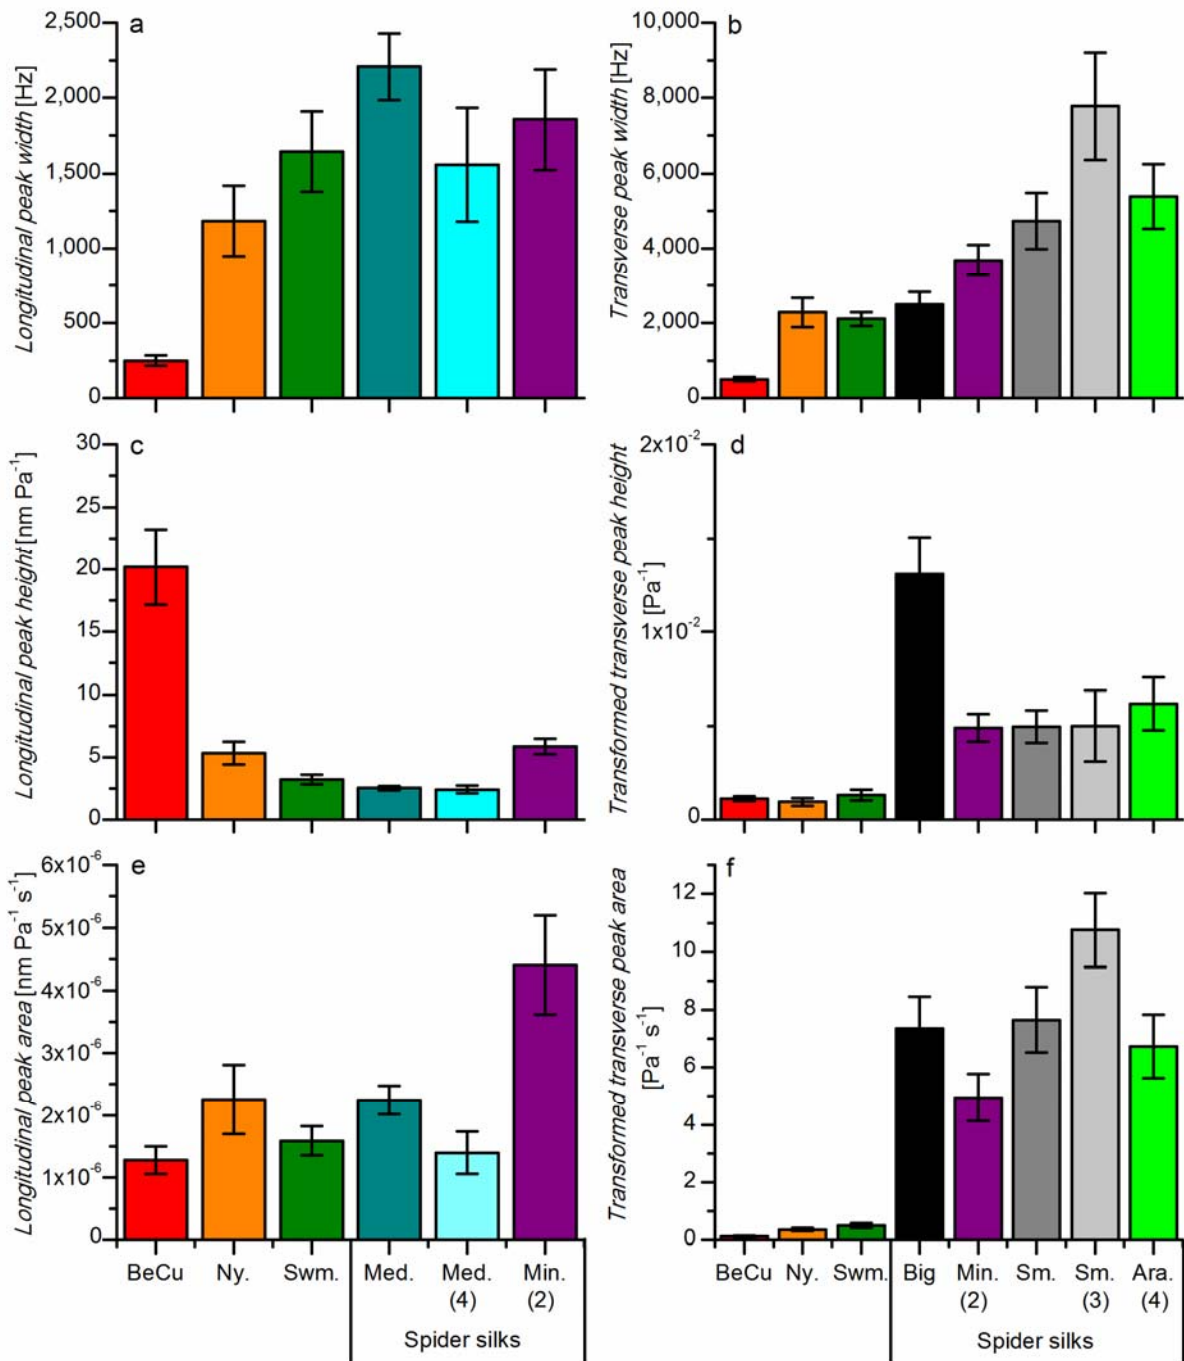 a
Longitudinal peak width [Hz]
2,500
2,000
1,500
1,000
500
0
b
Transverse peak width [Hz]
10,000
8,000
6,000
4,000
2,000
0
c
Longitudinal peak height [nm Pa⁻¹]
30
25
20
15
10
5
0
d
Transformed transverse peak height
[Pa⁻¹]
2x10⁻²
1x10⁻²
0
e
Longitudinal peak area [nm Pa⁻¹ s⁻¹]
6x10⁻⁶
5x10⁻⁶
4x10⁻⁶
3x10⁻⁶
2x10⁻⁶
1x10⁻⁶
0
BeCu Ny. Swm. Med. Med. Min.
(4) (2)
Spider silks
f
Transformed transverse peak area
[Pa⁻¹ s⁻¹]
12
10
8
6
4
2
0
BeCu Ny. Swm. Big Min. Sm. Sm. Ara.
(2) (3) (4)
Spider silks